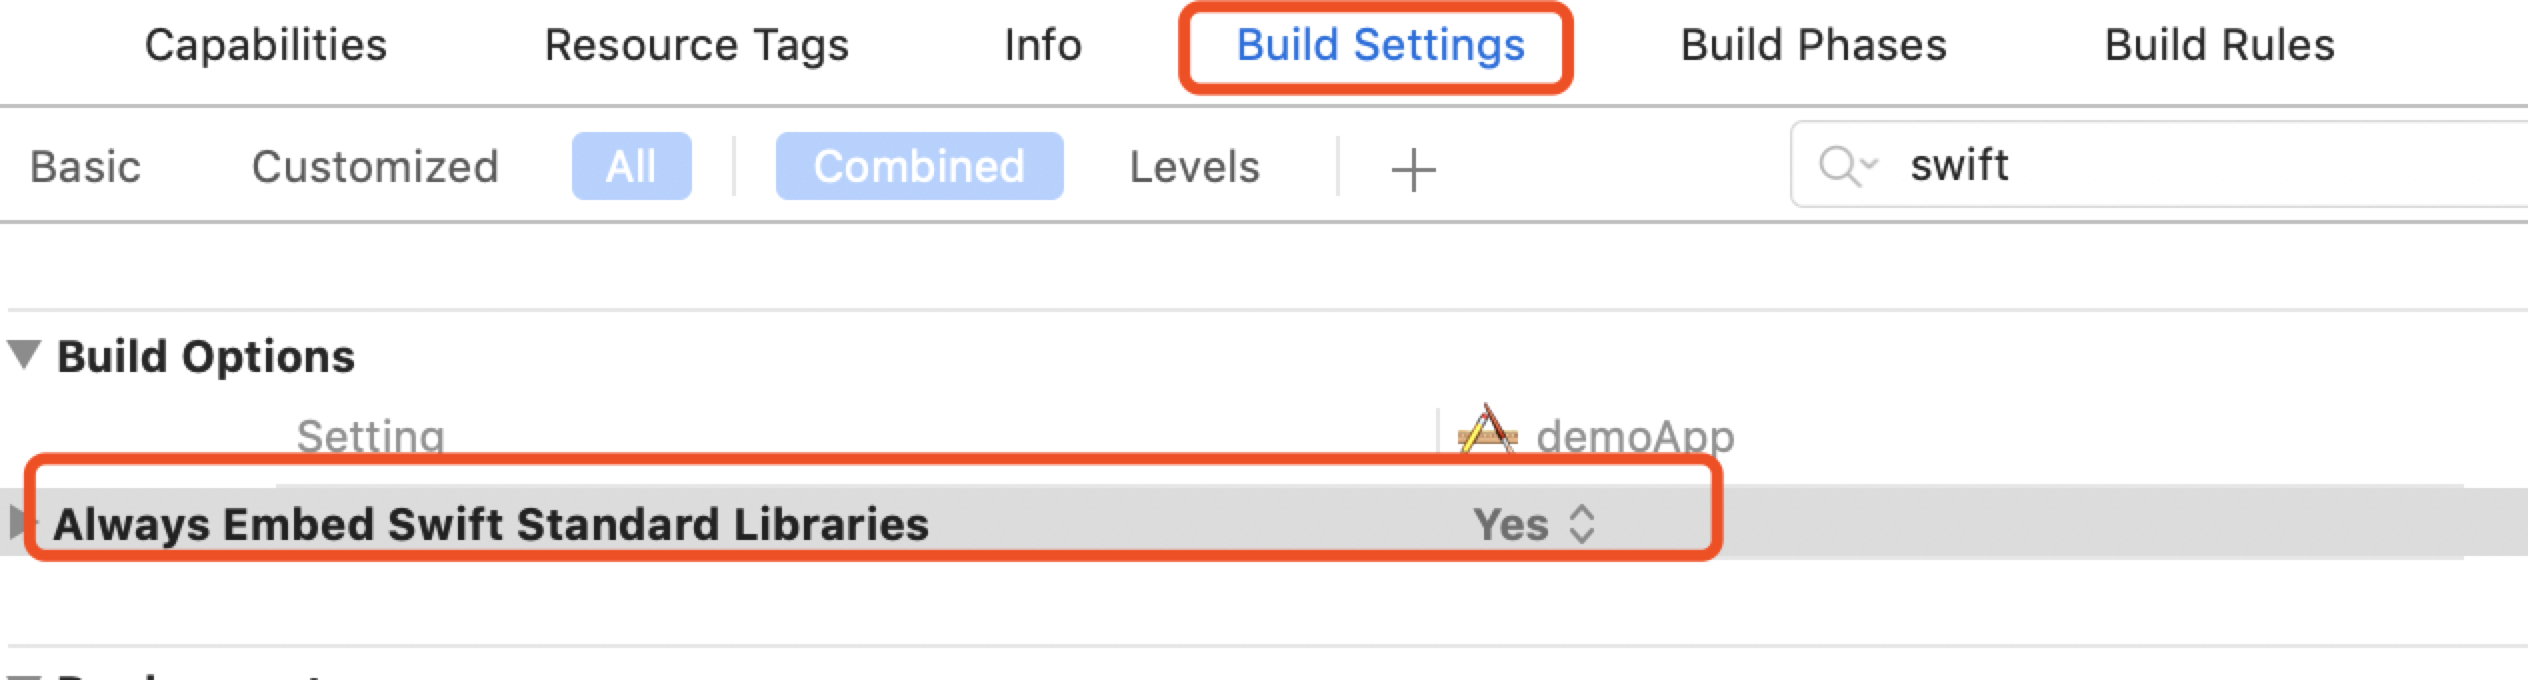 Capabilities Resource Tags Info Build Settings Build Phases Build Rules
Basic Customized All Combined Levels + swift
Build Options
Setting demoApp
Always Embed Swift Standard Libraries Yes